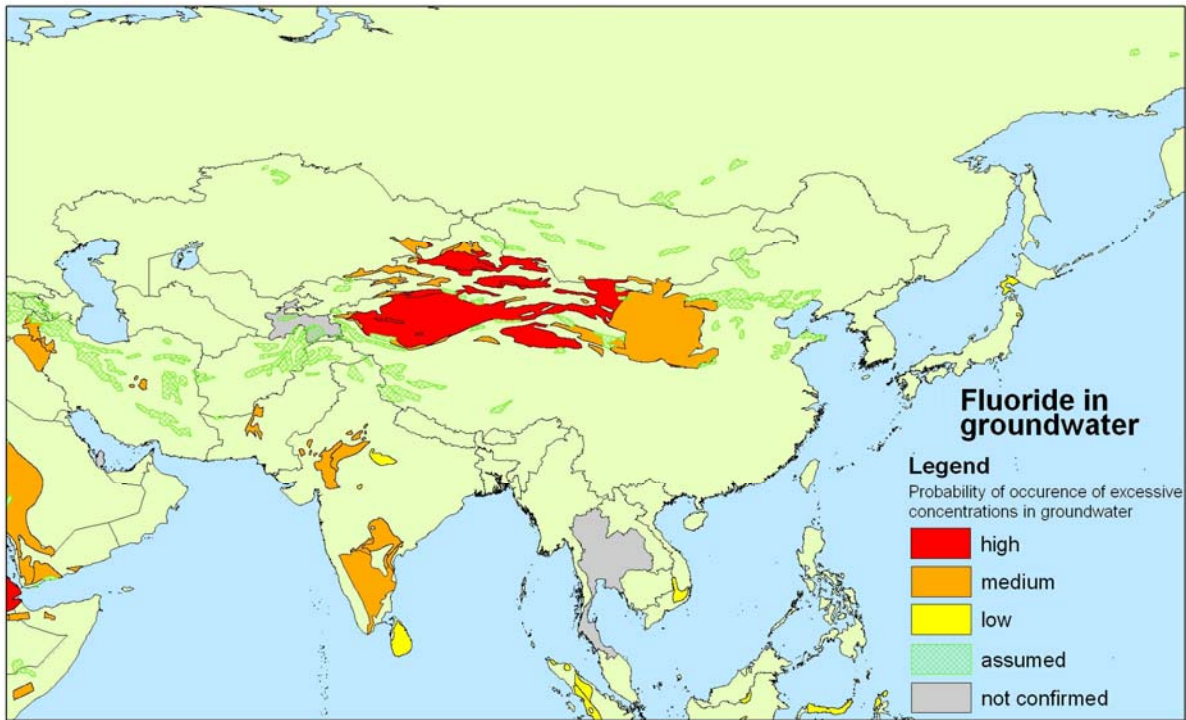 Fluoride in
groundwater
Legend
Probability of occurence of excessive
concentrations in groundwater
high
medium
low
assumed
not confirmed